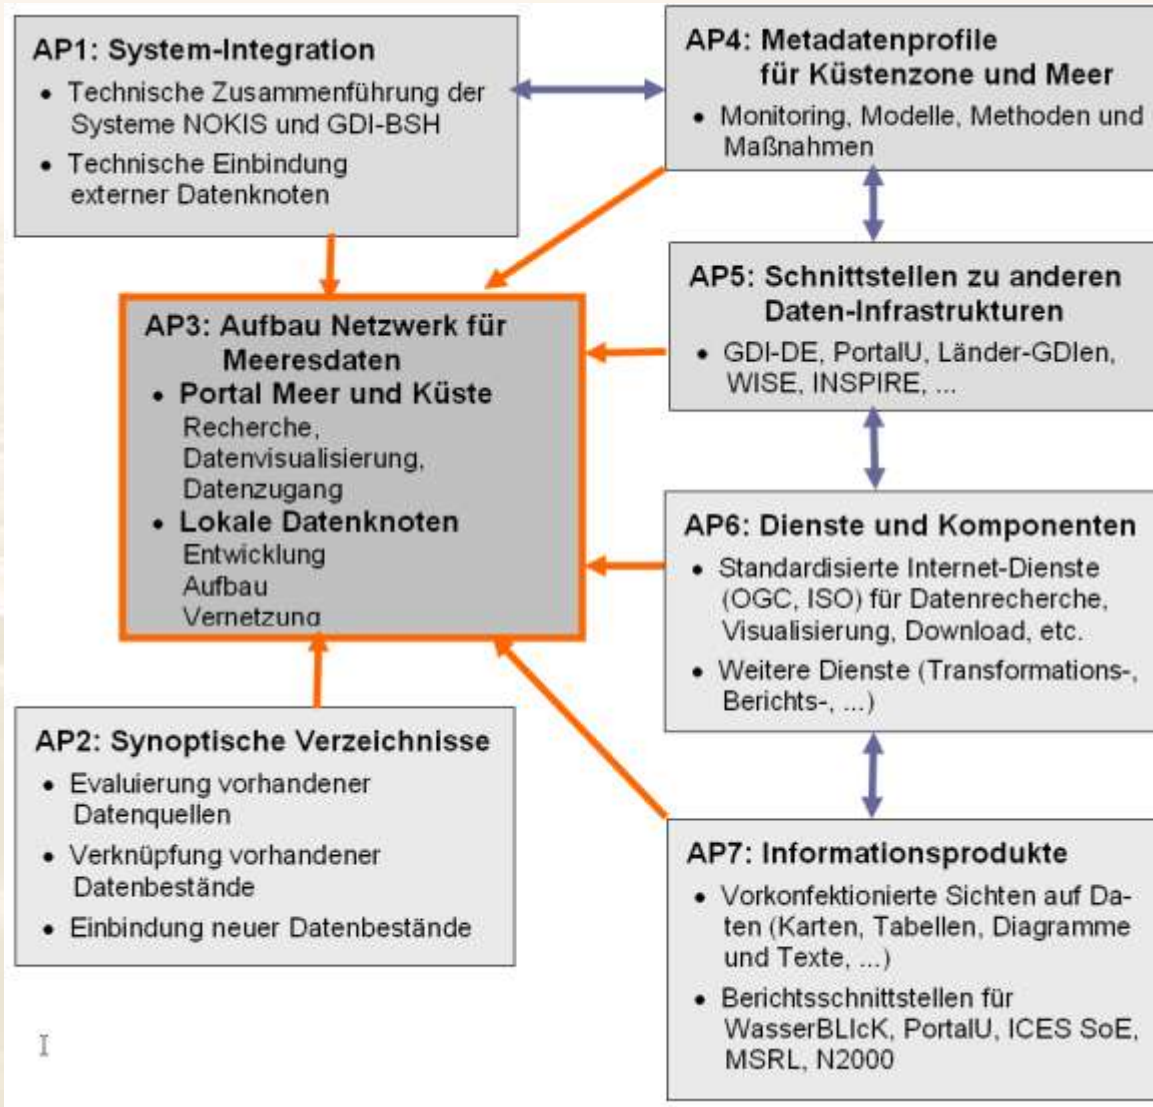 AP1: System-Integration
• Technische Zusammenführung der
Systeme NOKIS und GDI-BSH
• Technische Einbindung
externer Datenknoten
AP4: Metadatenprofile
für Küstenzone und Meer
• Monitoring, Modelle, Methoden und
Maßnahmen
AP3: Aufbau Netzwerk für
Meeresdaten
• Portal Meer und Küste
Recherche,
Datenvisualisierung,
Datenzugang
• Lokale Datenknoten
Entwicklung
Aufbau
Vernetzung
AP5: Schnittstellen zu anderen
Daten-Infrastrukturen
• GDI-DE, PortalU, Länder-GDIen,
WISE, INSPIRE, ...
AP6: Dienste und Komponenten
• Standardisierte Internet-Dienste
(OGC, ISO) für Datenrecherche,
Visualisierung, Download, etc.
• Weitere Dienste (Transformations-,
Berichts-, ...)
AP2: Synoptische Verzeichnisse
• Evaluierung vorhandener
Datenquellen
• Verknüpfung vorhandener
Datenbestände
• Einbindung neuer Datenbestände
AP7: Informationsprodukte
• Vorkonfektionierte Sichten auf Da-
ten (Karten, Tabellen, Diagramme
und Texte, ...)
• Berichtsschnittstellen für
WasserBLIcK, PortalU, ICES SoE,
MSRL, N2000